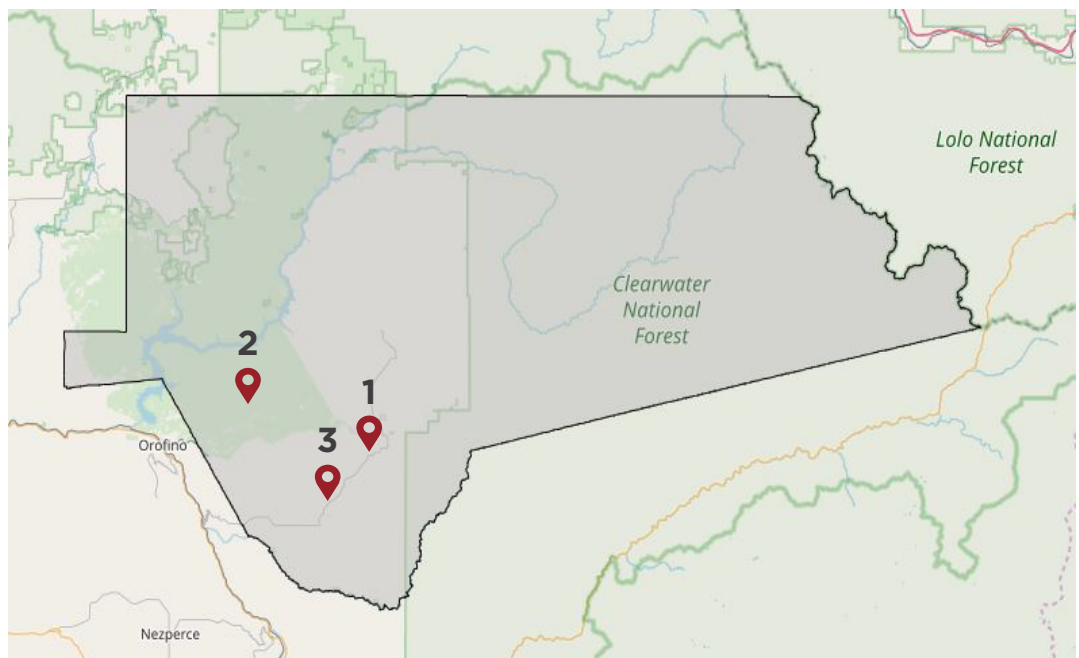 Lolo National
Forest
Clearwater
National
Forest
2
1
3
Orofino
Nezperce